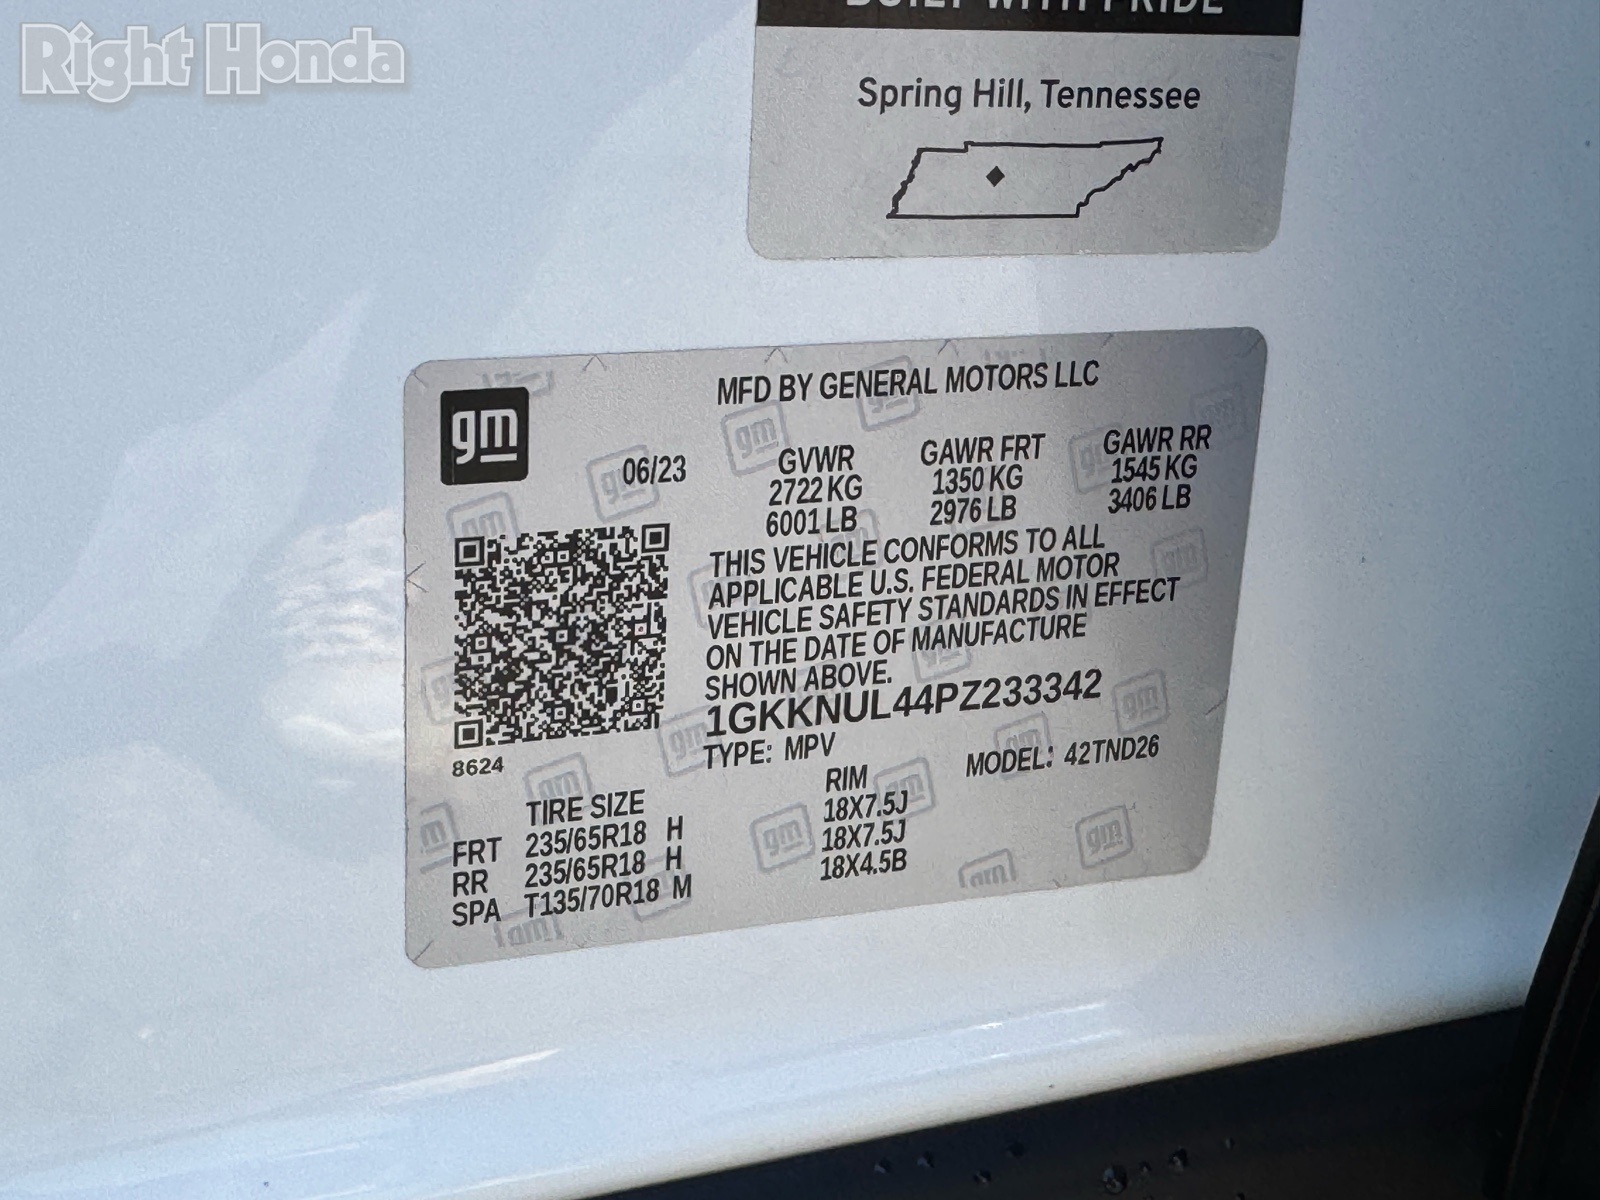 Right Honda
BUILT WITH PRIDE
Spring Hill, Tennessee
gm
MFD BY GENERAL MOTORS LLC
06/23
GVWR
2722 KG
6001 LB
GAWR FRT
1350 KG
2976 LB
GAWR RR
1545 KG
3406 LB
THIS VEHICLE CONFORMS TO ALL
APPLICABLE U.S. FEDERAL MOTOR
VEHICLE SAFETY STANDARDS IN EFFECT
ON THE DATE OF MANUFACTURE
SHOWN ABOVE.
1GKKNUL44PZ233342
TYPE: MPV
MODEL: 42TND26
8624
TIRE SIZE
RIM
FRT 235/65R18 H 18X7.5J
RR 235/65R18 H 18X7.5J
SPA T135/70R18 M 18X4.5B